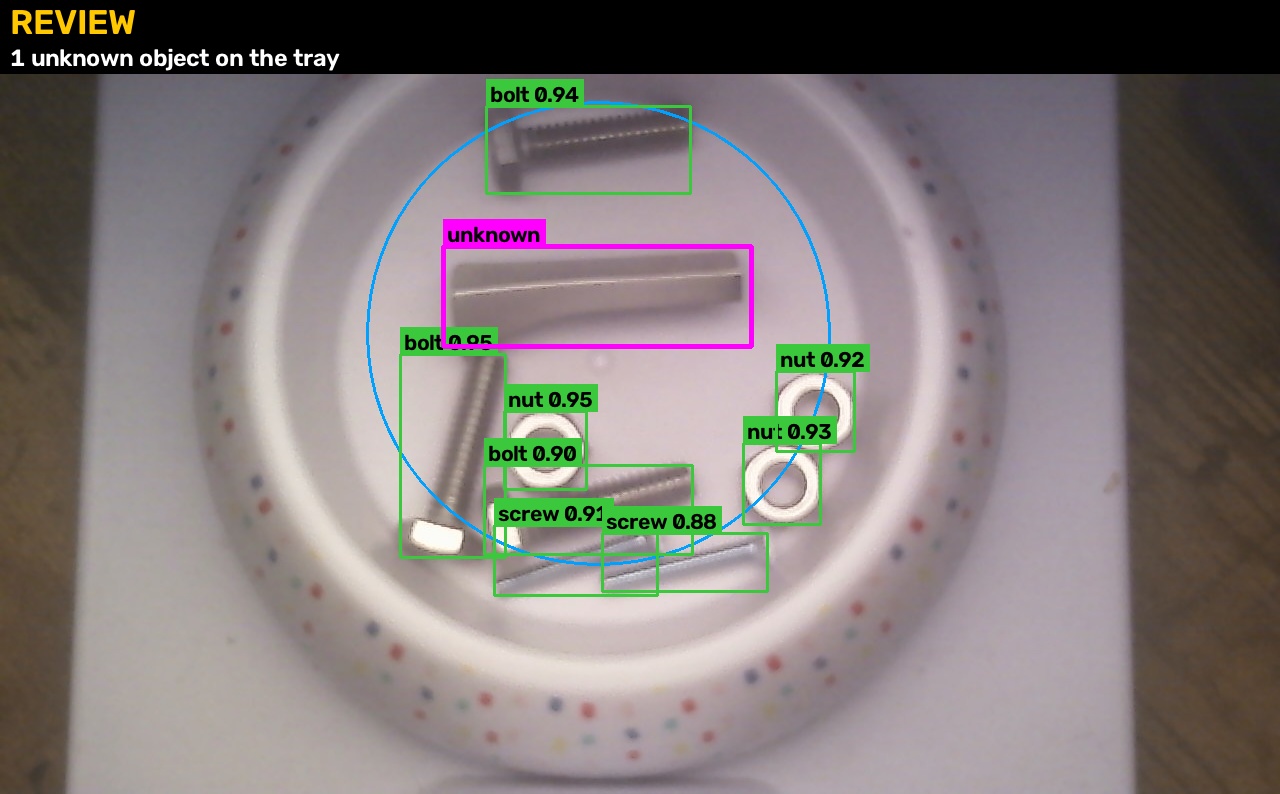 REVIEW
1 unknown object on the tray
bolt 0.94
unknown
bolt 0.95
nut 0.92
nut 0.95
nut 0.93
bolt 0.90
screw 0.91
screw 0.88